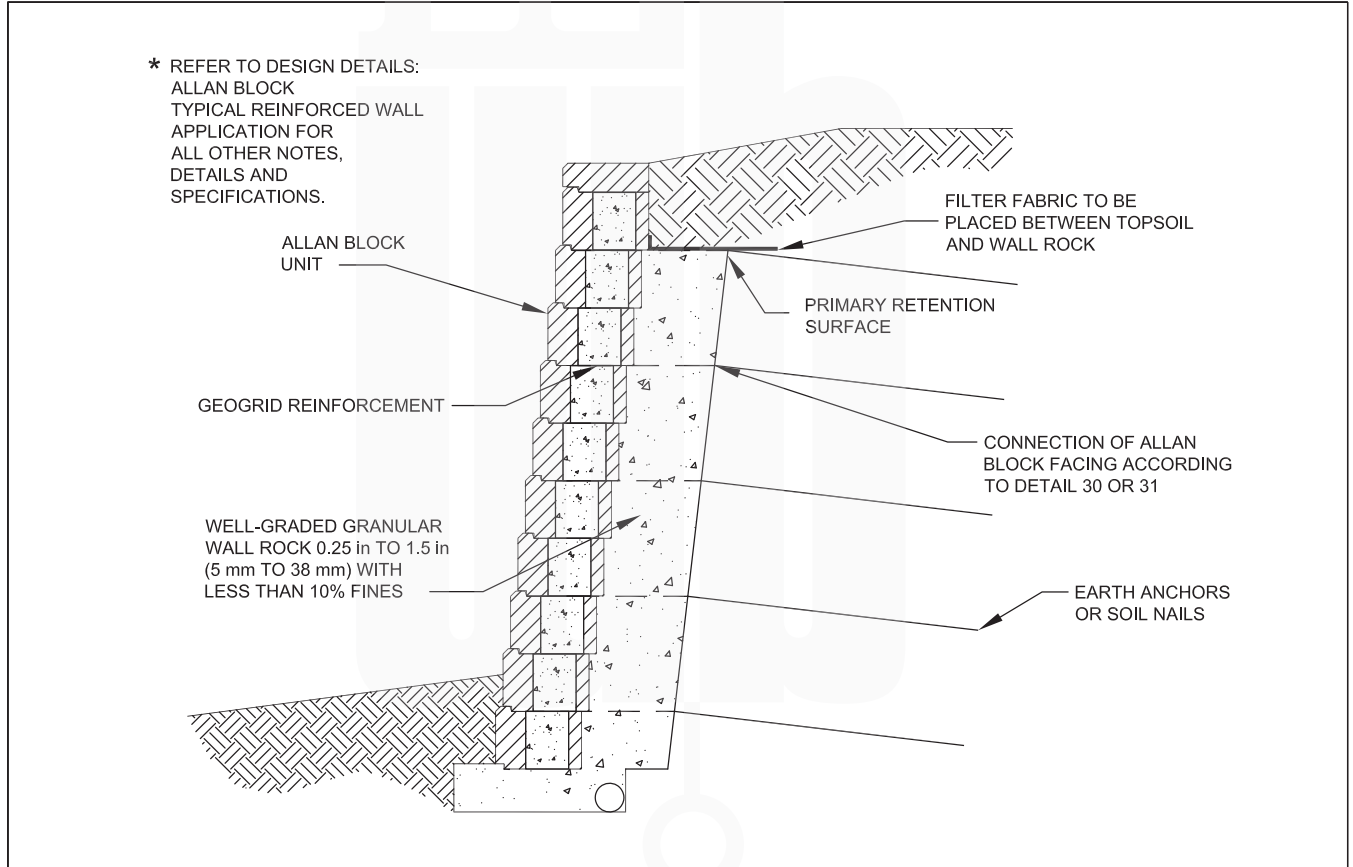 * REFER TO DESIGN DETAILS:
ALLAN BLOCK
TYPICAL REINFORCED WALL
APPLICATION FOR
ALL OTHER NOTES,
DETAILS AND
SPECIFICATIONS.
ALLAN BLOCK
UNIT
FILTER FABRIC TO BE
PLACED BETWEEN TOPSOIL
AND WALL ROCK
PRIMARY RETENTION
SURFACE
GEOGRID REINFORCEMENT
CONNECTION OF ALLAN
BLOCK FACING ACCORDING
TO DETAIL 30 OR 31
WELL-GRADED GRANULAR
WALL ROCK 0.25 in TO 1.5 in
(5 mm TO 38 mm) WITH
LESS THAN 10% FINES
EARTH ANCHORS
OR SOIL NAILS